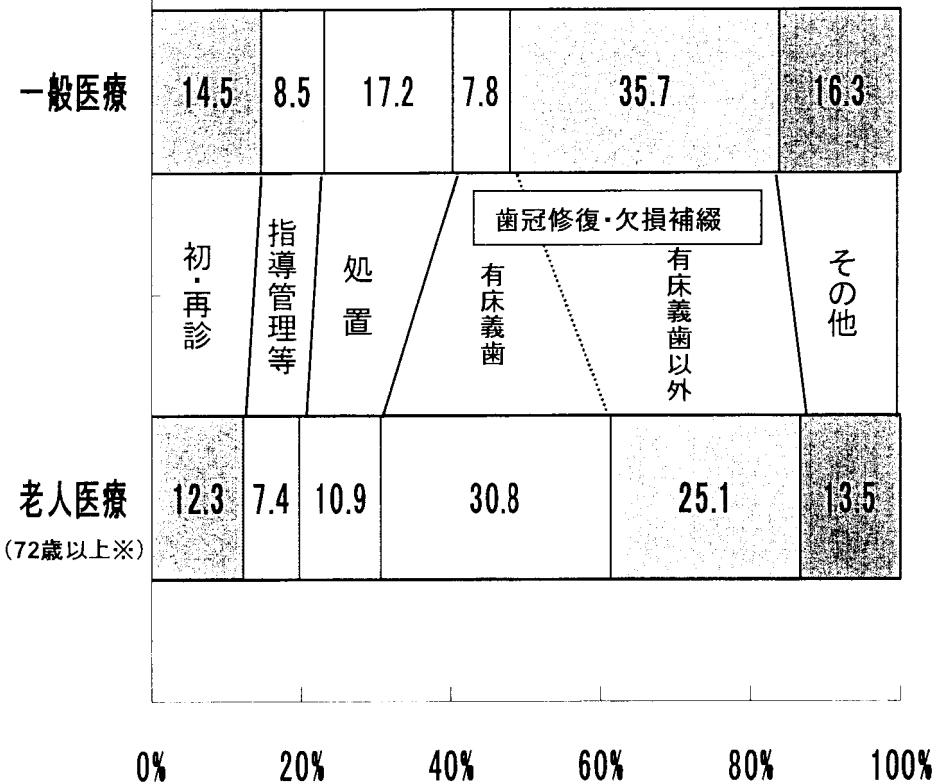 一般医療
14.5 8.5 17.2 7.8 35.7 16.3
歯冠修復・欠損補綴
初・再診
指導管理等
処置
有床義歯
有床義歯以外
その他
老人医療
(72歳以上※)
12.3 7.4 10.9 30.8 25.1 13.5
0% 20% 40% 60% 80% 100%